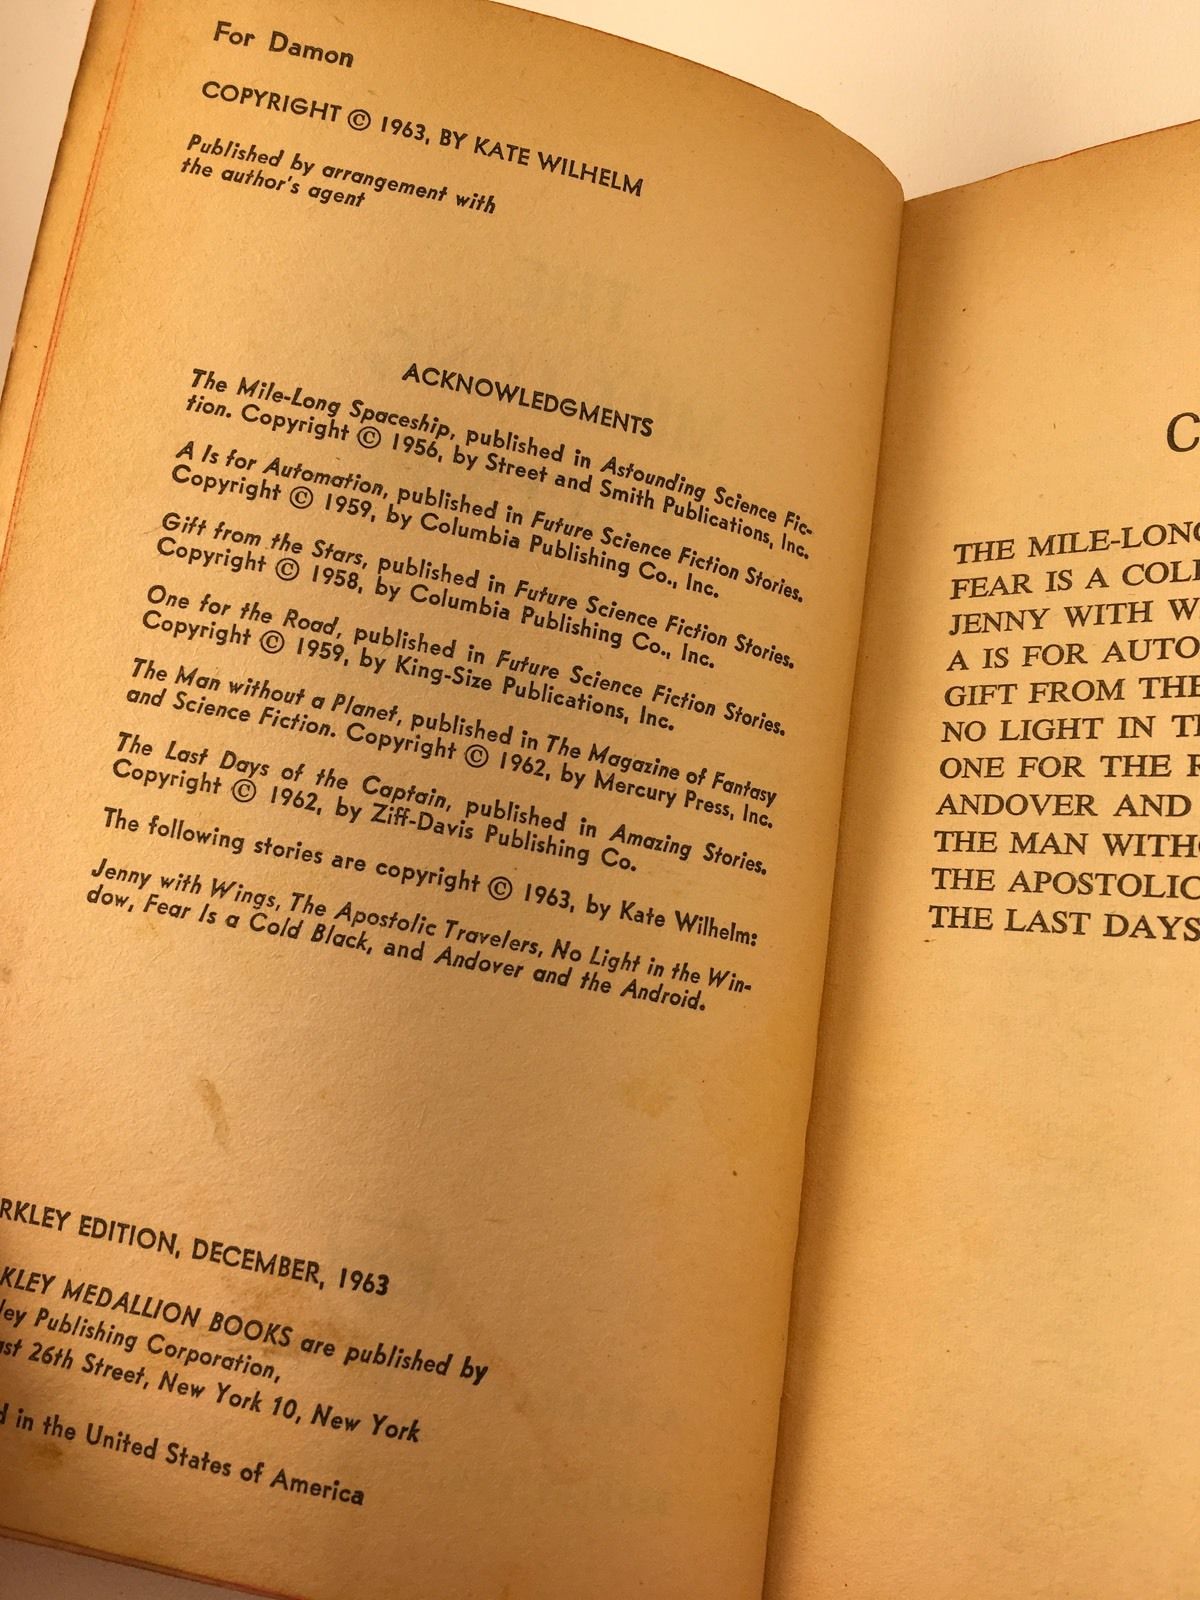 For Damon
COPYRIGHT © 1963, BY KATE WILHELM
Published by arrangement with
the author's agent
ACKNOWLEDGMENTS
The Mile-Long Spaceship, published in Astounding Science Fic-
tion. Copyright © 1956, by Street and Smith Publications, Inc.
A Is for Automation, published in Future Science Fiction Stories.
Copyright © 1959, by Columbia Publishing Co., Inc.
Gift from the Stars, published in Future Science Fiction Stories.
Copyright © 1958, by Columbia Publishing Co., Inc.
One for the Road, published in Future Science Fiction Stories.
Copyright © 1959, by King-Size Publications, Inc.
The Man without a Planet, published in The Magazine of Fantasy
and Science Fiction. Copyright © 1962, by Mercury Press, Inc.
The Last Days of the Captain, published in Amazing Stories.
Copyright © 1962, by Ziff-Davis Publishing Co.
The following stories are copyright © 1963, by Kate Wilhelm:
Jenny with Wings, The Apostolic Travelers, No Light in the Win-
dow, Fear Is a Cold Black, and Andover and the Android.
RKLEY EDITION, DECEMBER, 1963
KLEY MEDALLION BOOKS are published by
ley Publishing Corporation,
ast 26th Street, New York 10, New York
d in the United States of America
C
THE MILE-LONG
FEAR IS A COL
JENNY WITH W
A IS FOR AUTO
GIFT FROM THE
NO LIGHT IN T
ONE FOR THE R
ANDOVER AND
THE MAN WITH
THE APOSTOLIC
THE LAST DAYS